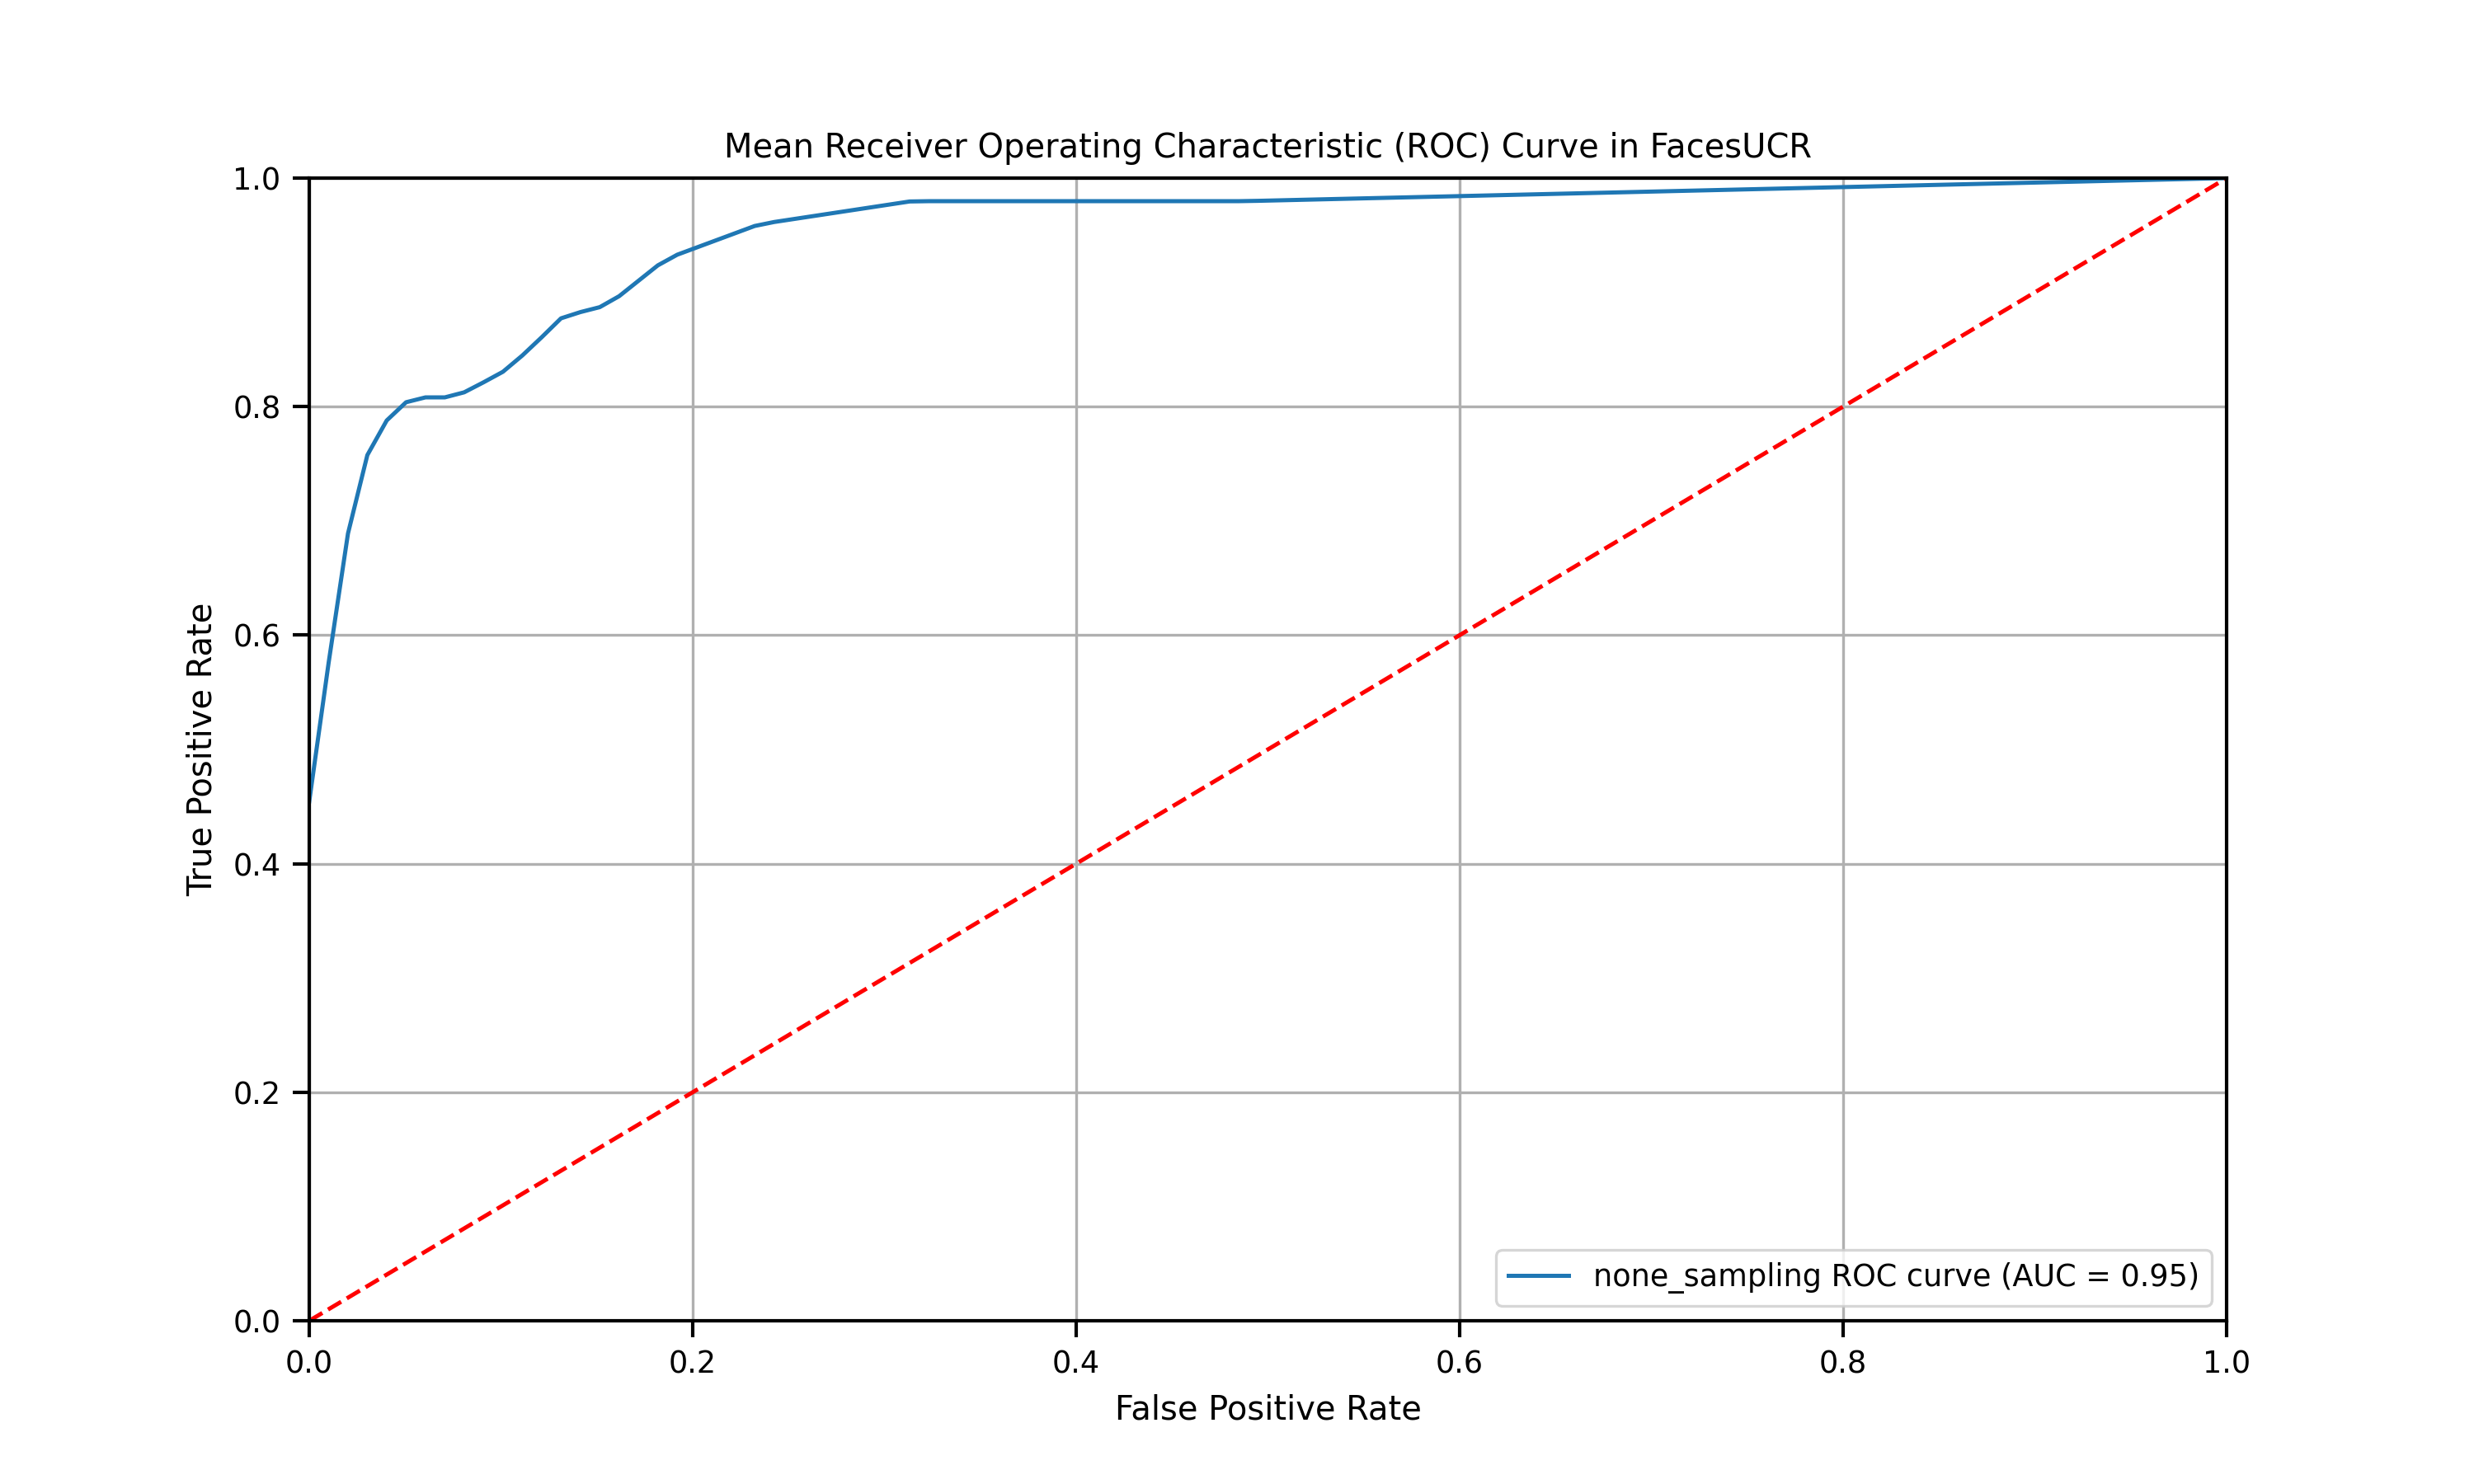 Mean Receiver Operating Characteristic (ROC) Curve in FacesUCR
1.0
0.8
0.6
0.4
0.2
0.0
True Positive Rate
none_sampling ROC curve (AUC = 0.95)
0.0 0.2 0.4 0.6 0.8 1.0
False Positive Rate